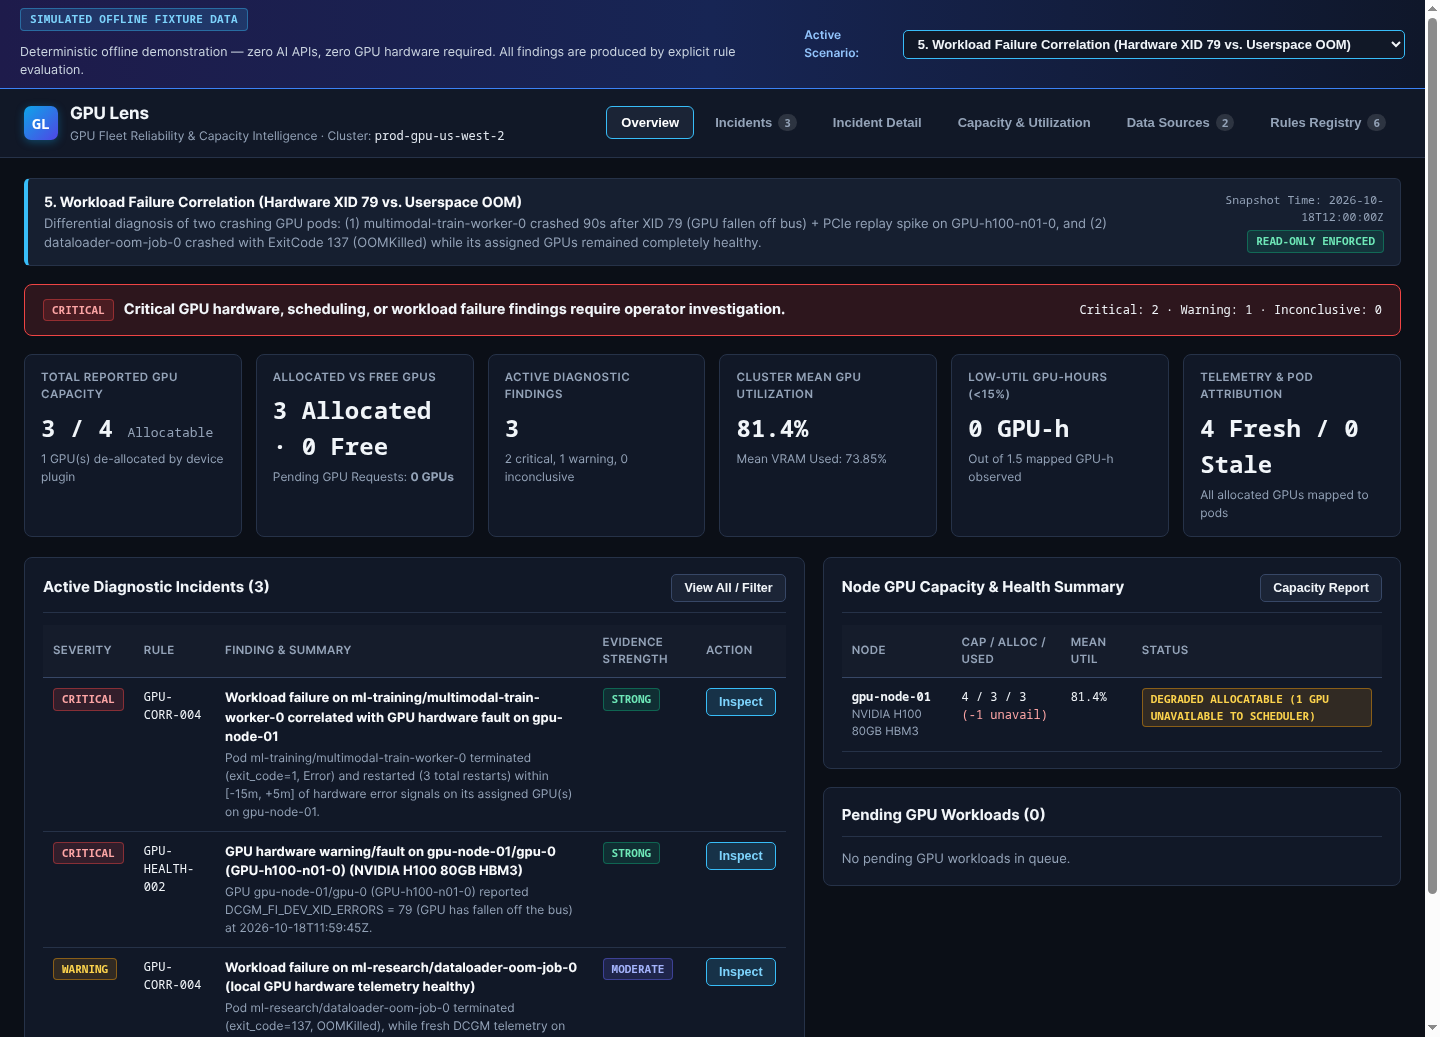 SIMULATED OFFLINE FIXTURE DATA
Deterministic offline demonstration — zero AI APIs, zero GPU hardware required. All findings are produced by explicit rule
evaluation.
Active
Scenario:
5. Workload Failure Correlation (Hardware XID 79 vs. Userspace OOM)
GL
GPU Lens
GPU Fleet Reliability & Capacity Intelligence · Cluster: prod-gpu-us-west-2
Overview
Incidents 3
Incident Detail
Capacity & Utilization
Data Sources 2
Rules Registry 6
5. Workload Failure Correlation (Hardware XID 79 vs. Userspace OOM)
Differential diagnosis of two crashing GPU pods: (1) multimodal-train-worker-0 crashed 90s after XID 79 (GPU fallen off bus) + PCIe replay spike on GPU-h100-n01-0, and (2)
dataloader-oom-job-0 crashed with ExitCode 137 (OOMKilled) while its assigned GPUs remained completely healthy.
Snapshot Time: 2026-10-
18T12:00:00Z
READ-ONLY ENFORCED
CRITICAL
Critical GPU hardware, scheduling, or workload failure findings require operator investigation.
Critical: 2 · Warning: 1 · Inconclusive: 0
TOTAL REPORTED GPU
CAPACITY
3 / 4 Allocatable
1 GPU(s) de-allocated by device
plugin
ALLOCATED VS FREE GPUS
3 Allocated
· 0 Free
Pending GPU Requests: 0 GPUs
ACTIVE DIAGNOSTIC
FINDINGS
3
2 critical, 1 warning, 0
inconclusive
CLUSTER MEAN GPU
UTILIZATION
81.4%
Mean VRAM Used: 73.85%
LOW-UTIL GPU-HOURS
(<15%)
0 GPU-h
Out of 1.5 mapped GPU-h
observed
TELEMETRY & POD
ATTRIBUTION
4 Fresh / 0
Stale
All allocated GPUs mapped to
pods
Active Diagnostic Incidents (3)
View All / Filter
SEVERITY
RULE
FINDING & SUMMARY
EVIDENCE
STRENGTH
ACTION
CRITICAL
GPU-
CORR-004
Workload failure on ml-training/multimodal-train-
worker-0 correlated with GPU hardware fault on gpu-
node-01
Pod ml-training/multimodal-train-worker-0 terminated
(exit_code=1, Error) and restarted (3 total restarts) within
[-15m, +5m] of hardware error signals on its assigned GPU(s)
on gpu-node-01.
STRONG
Inspect
CRITICAL
GPU-
HEALTH-
002
GPU hardware warning/fault on gpu-node-01/gpu-0
(GPU-h100-n01-0) (NVIDIA H100 80GB HBM3)
GPU gpu-node-01/gpu-0 (GPU-h100-n01-0) reported
DCGM_FI_DEV_XID_ERRORS = 79 (GPU has fallen off the bus)
at 2026-10-18T11:59:45Z.
STRONG
Inspect
WARNING
GPU-
CORR-004
Workload failure on ml-research/dataloader-oom-job-0
(local GPU hardware telemetry healthy)
Pod ml-research/dataloader-oom-job-0 terminated
(exit_code=137, OOMKilled), while fresh DCGM telemetry on
MODERATE
Inspect
Node GPU Capacity & Health Summary
Capacity Report
NODE
CAP / ALLOC /
USED
MEAN
UTIL
STATUS
gpu-node-01
NVIDIA H100
80GB HBM3
4 / 3 / 3
(-1 unavail)
81.4%
DEGRADED ALLOCATABLE (1 GPU
UNAVAILABLE TO SCHEDULER)
Pending GPU Workloads (0)
No pending GPU workloads in queue.